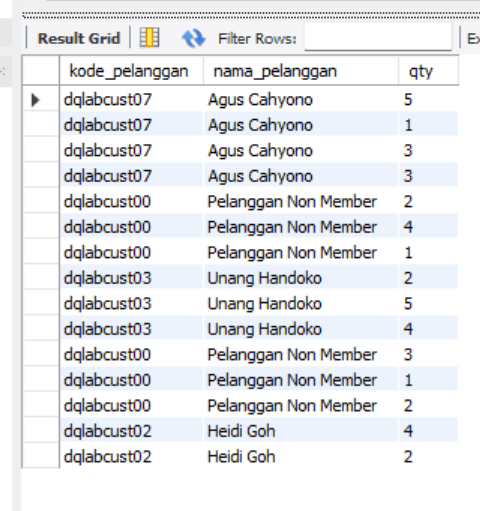 Result Grid Filter Rows: Ex
kode_pelanggan nama_pelanggan qty
dqlabcust07 Agus Cahyono 5
dqlabcust07 Agus Cahyono 1
dqlabcust07 Agus Cahyono 3
dqlabcust07 Agus Cahyono 3
dqlabcust00 Pelanggan Non Member 2
dqlabcust00 Pelanggan Non Member 4
dqlabcust00 Pelanggan Non Member 1
dqlabcust03 Unang Handoko 2
dqlabcust03 Unang Handoko 5
dqlabcust03 Unang Handoko 4
dqlabcust00 Pelanggan Non Member 3
dqlabcust00 Pelanggan Non Member 1
dqlabcust00 Pelanggan Non Member 2
dqlabcust02 Heidi Goh 4
dqlabcust02 Heidi Goh 2